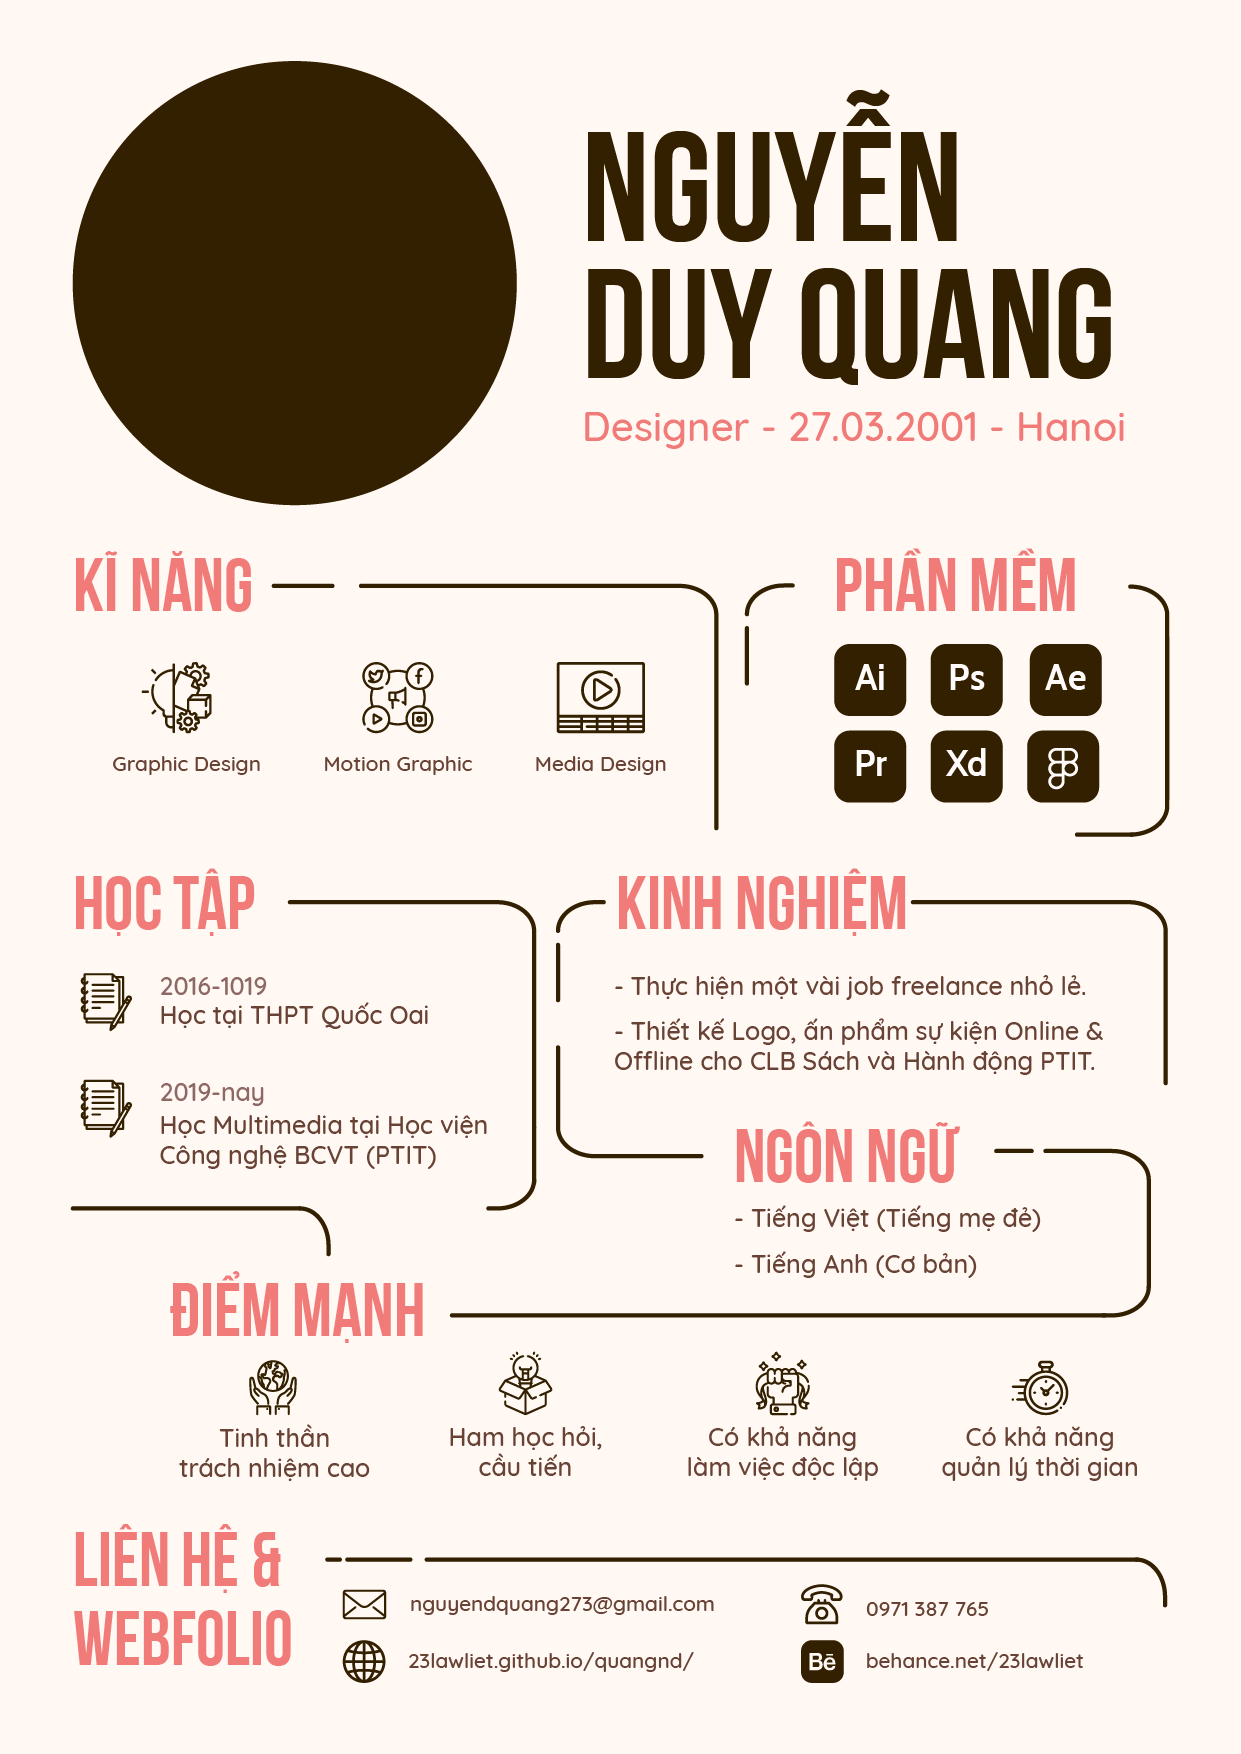 NGUYỄN
DUY QUANG
Designer - 27.03.2001 - Hanoi
KĨ NĂNG
Graphic Design
Motion Graphic
Media Design
PHẦN MỀM
Ai
Ps
Ae
Pr
Xd
HỌC TẬP
2016-1019
Học tại THPT Quốc Oai
2019-nay
Học Multimedia tại Học viện
Công nghệ BCVT (PTIT)
KINH NGHIỆM
- Thực hiện một vài job freelance nhỏ lẻ.
- Thiết kế Logo, ấn phẩm sự kiện Online &
Offline cho CLB Sách và Hành động PTIT.
NGÔN NGỮ
- Tiếng Việt (Tiếng mẹ đẻ)
- Tiếng Anh (Cơ bản)
ĐIỂM MẠNH
Tinh thần
trách nhiệm cao
Ham học hỏi,
cầu tiến
Có khả năng
làm việc độc lập
Có khả năng
quản lý thời gian
LIÊN HỆ &
WEBFOLIO
nguyendquang273@gmail.com
0971 387 765
23lawliet.github.io/quangnd/
Bē
behance.net/23lawliet